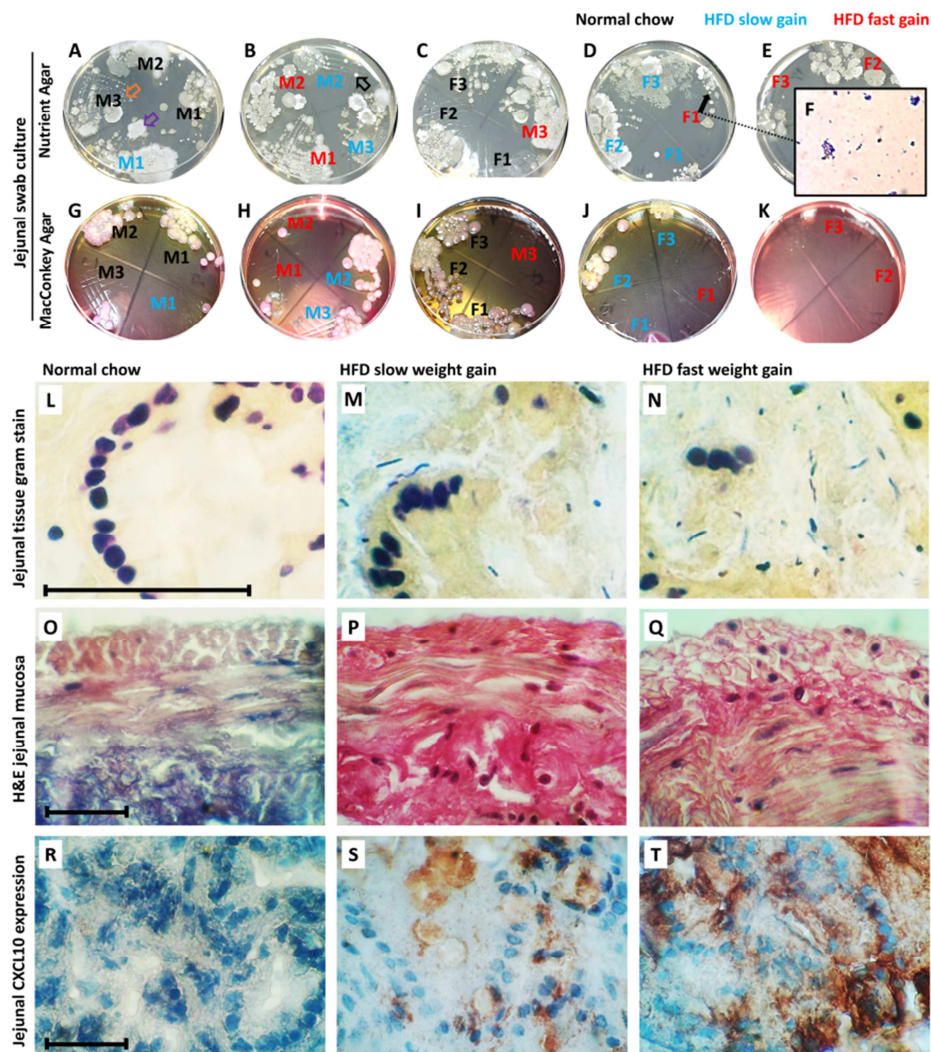 Normal chow HFD slow gain HFD fast gain
Jejunal swab culture
Nutrient Agar
A M2 M3 M1 M1
B M2 M2 M3 M1
C F3 F2 M3 F1
D F3 F1 F2 F1
E F2 F3
F
MacConkey Agar
G M2 M1 M3 M1
H M2 M1 M2 M3
I F3 M3 F2 F1
J F3 F2 F1 F1
K F3 F2
Normal chow HFD slow weight gain HFD fast weight gain
Jejunal tissue gram stain
L M N
H&E jejunal mucosa
O P Q
Jejunal CXCL10 expression
R S T